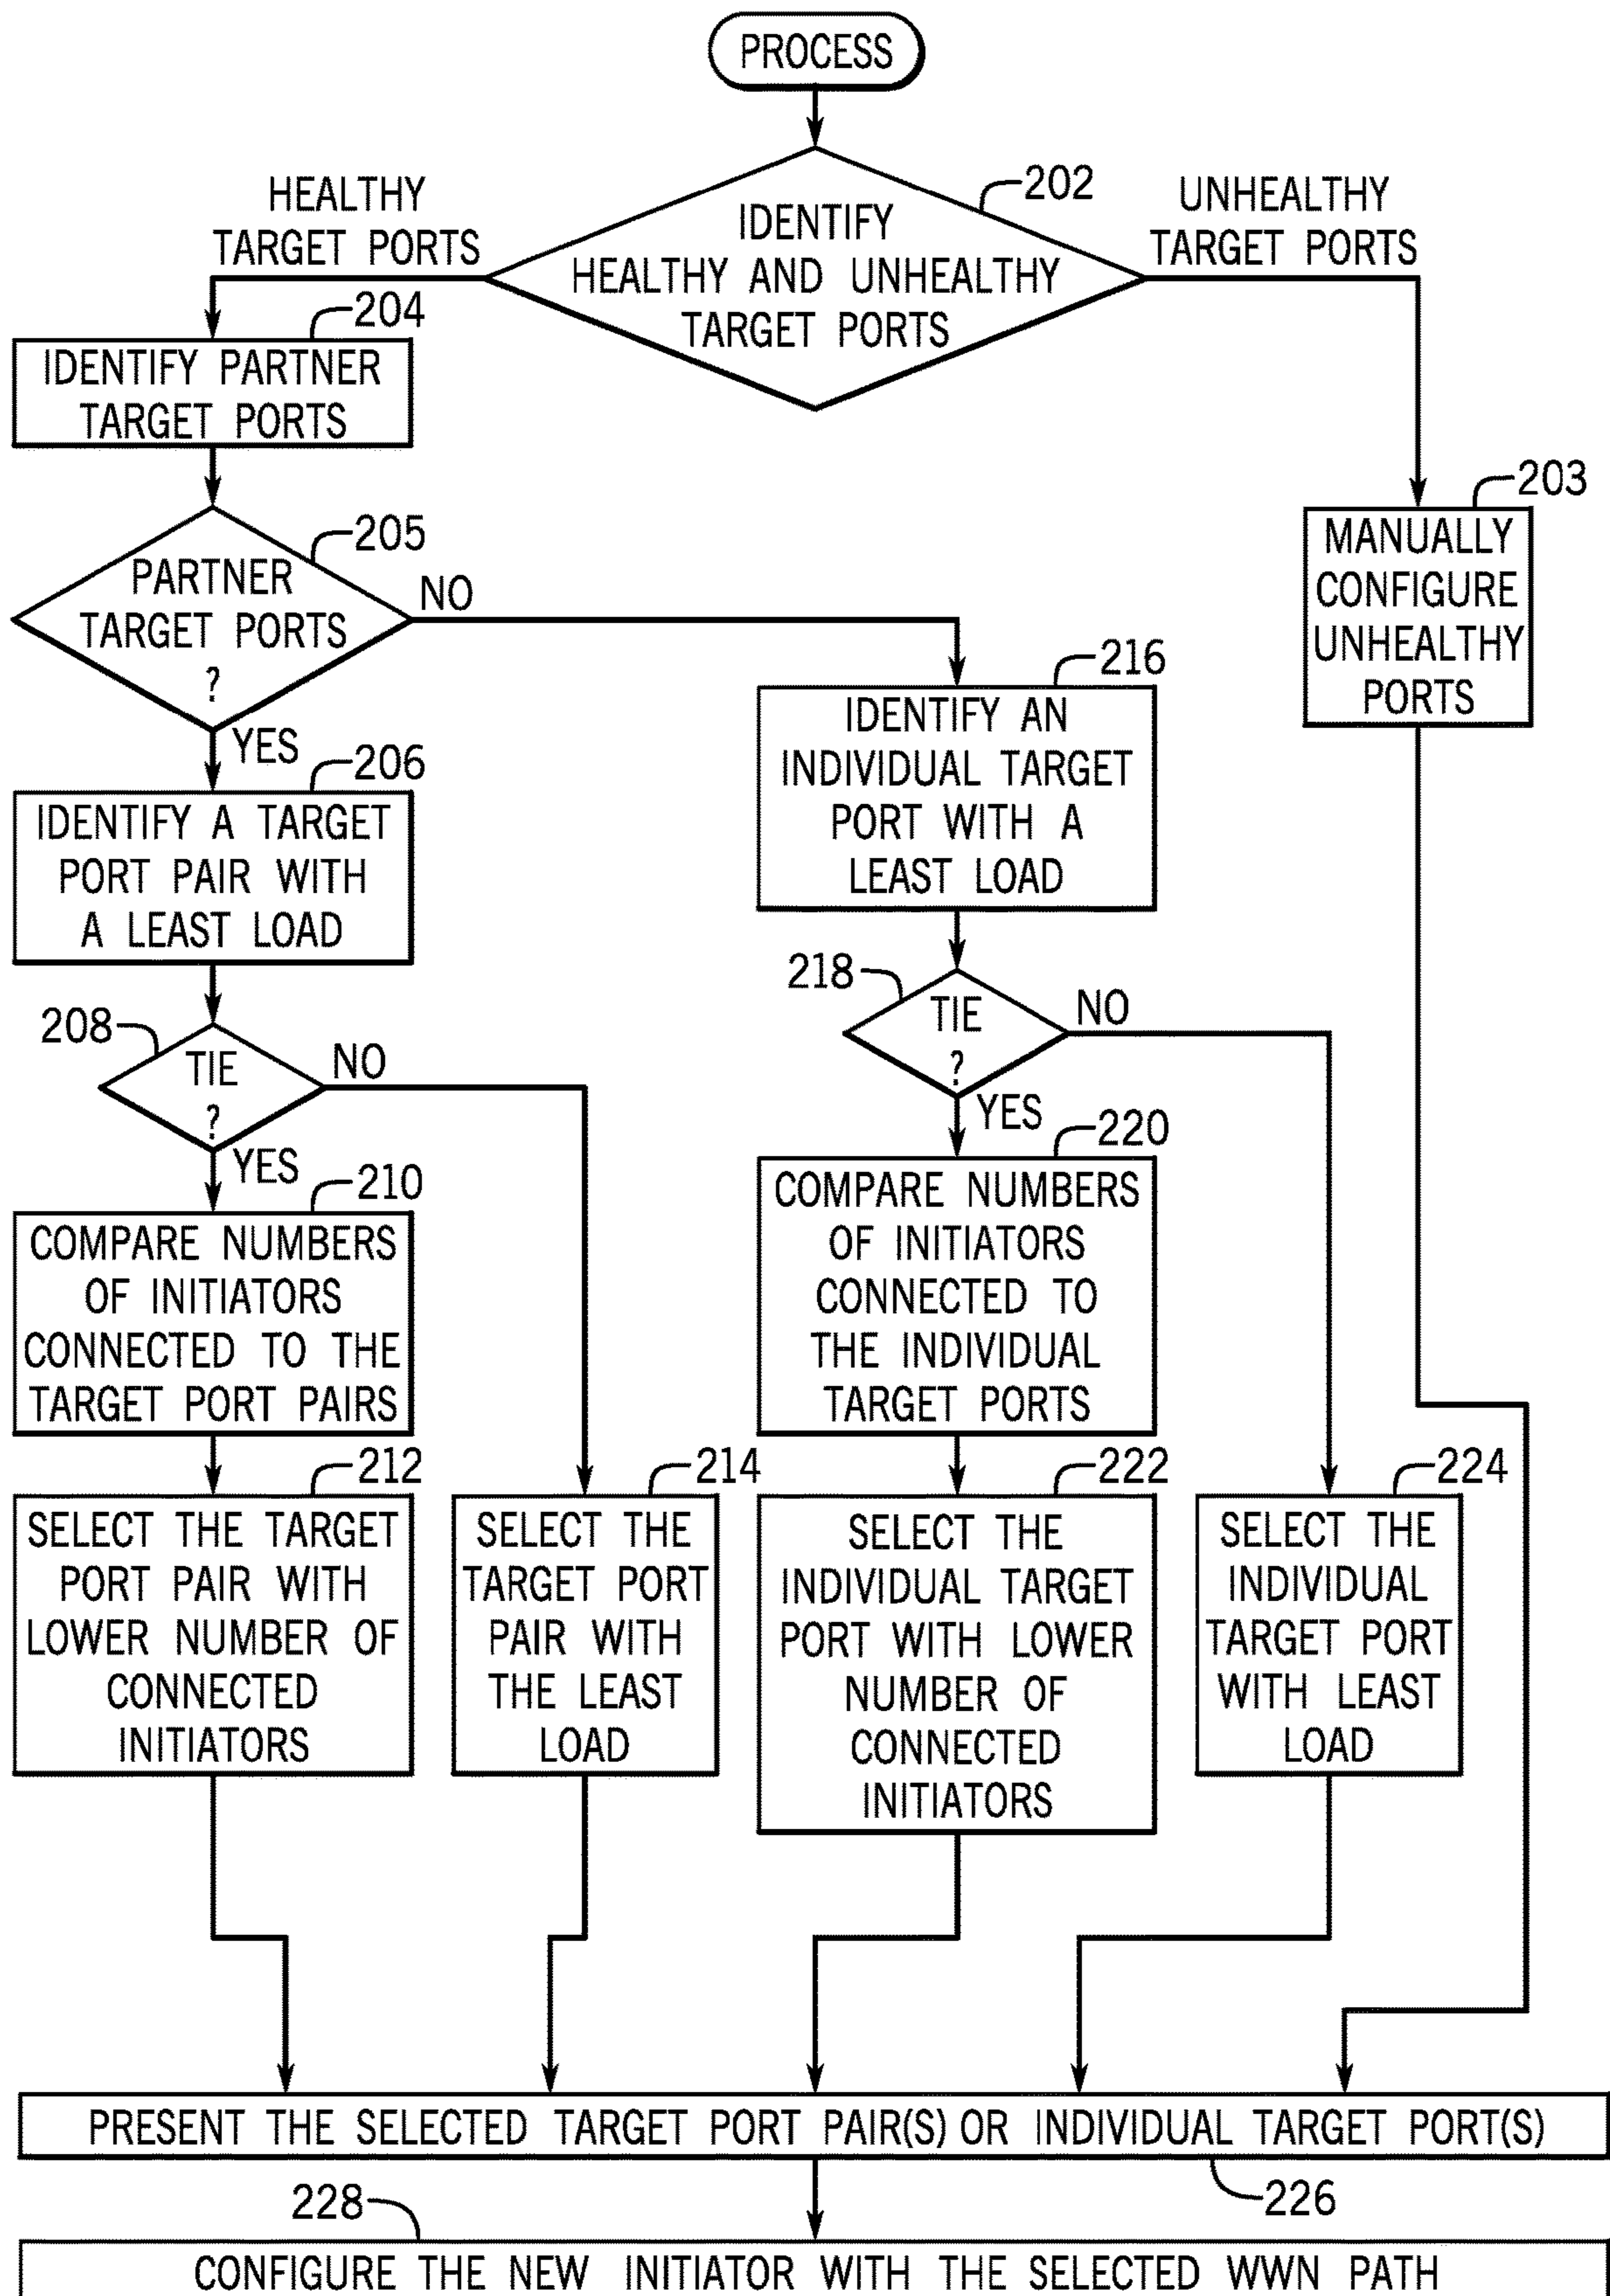 PROCESS
202
IDENTIFY
HEALTHY AND UNHEALTHY
TARGET PORTS
HEALTHY
TARGET PORTS
UNHEALTHY
TARGET PORTS
204
IDENTIFY PARTNER
TARGET PORTS
203
MANUALLY
CONFIGURE
UNHEALTHY
PORTS
205
PARTNER
TARGET PORTS
?
NO
YES
216
IDENTIFY AN
INDIVIDUAL TARGET
PORT WITH A
LEAST LOAD
206
IDENTIFY A TARGET
PORT PAIR WITH
A LEAST LOAD
218
TIE
?
NO
YES
208
TIE
?
NO
YES
220
COMPARE NUMBERS
OF INITIATORS
CONNECTED TO
THE INDIVIDUAL
TARGET PORTS
210
COMPARE NUMBERS
OF INITIATORS
CONNECTED TO THE
TARGET PORT PAIRS
212
SELECT THE TARGET
PORT PAIR WITH
LOWER NUMBER OF
CONNECTED
INITIATORS
214
SELECT THE
TARGET PORT
PAIR WITH
THE LEAST
LOAD
222
SELECT THE
INDIVIDUAL TARGET
PORT WITH LOWER
NUMBER OF
CONNECTED
INITIATORS
224
SELECT THE
INDIVIDUAL
TARGET PORT
WITH LEAST
LOAD
PRESENT THE SELECTED TARGET PORT PAIR(S) OR INDIVIDUAL TARGET PORT(S)
226
228
CONFIGURE THE NEW INITIATOR WITH THE SELECTED WWN PATH